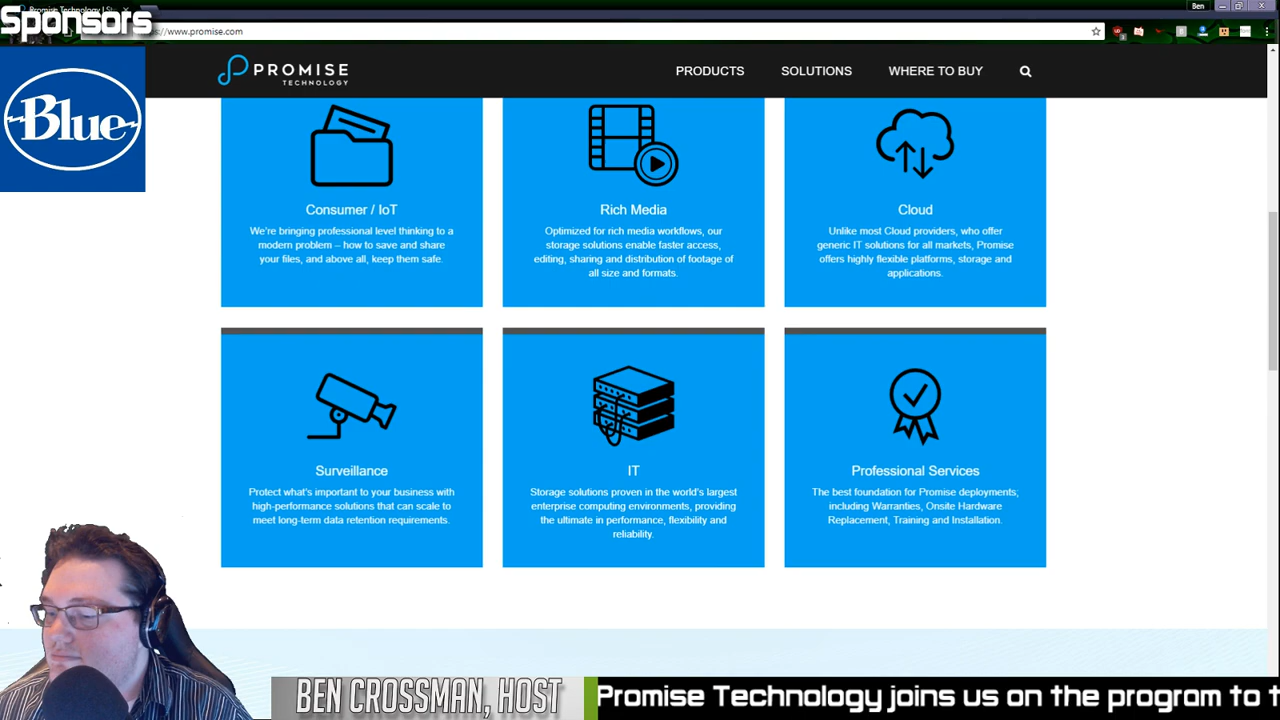 Promise Technology | St
Ben
Sponsors
www.promise.com
Blue
PROMISE
TECHNOLOGY
PRODUCTS
SOLUTIONS
WHERE TO BUY
Consumer / IoT
We're bringing professional level thinking to a
modern problem – how to save and share
your files, and above all, keep them safe.
Rich Media
Optimized for rich media workflows, our
storage solutions enable faster access,
editing, sharing and distribution of footage of
all size and formats.
Cloud
Unlike most Cloud providers, who offer
generic IT solutions for all markets, Promise
offers highly flexible platforms, storage and
applications.
Surveillance
Protect what's important to your business with
high-performance solutions that can scale to
meet long-term data retention requirements.
IT
Storage solutions proven in the world's largest
enterprise computing environments, providing
the ultimate in performance, flexibility and
reliability.
Professional Services
The best foundation for Promise deployments;
including Warranties, Onsite Hardware
Replacement, Training and Installation.
BEN CROSSMAN, HOST
Promise Technology joins us on the program to t